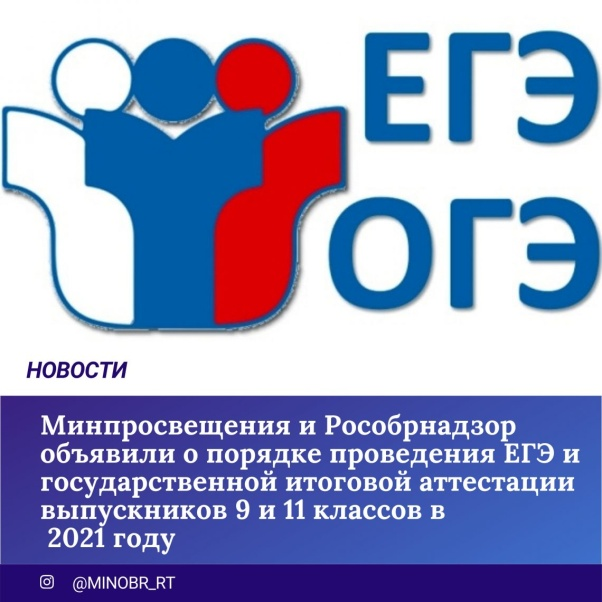 ЕГЭ
ОГЭ
НОВОСТИ
Минпросвещения и Рособрнадзор
объявили о порядке проведения ЕГЭ и
государственной итоговой аттестации
выпускников 9 и 11 классов в
2021 году
@MINOBR_RT